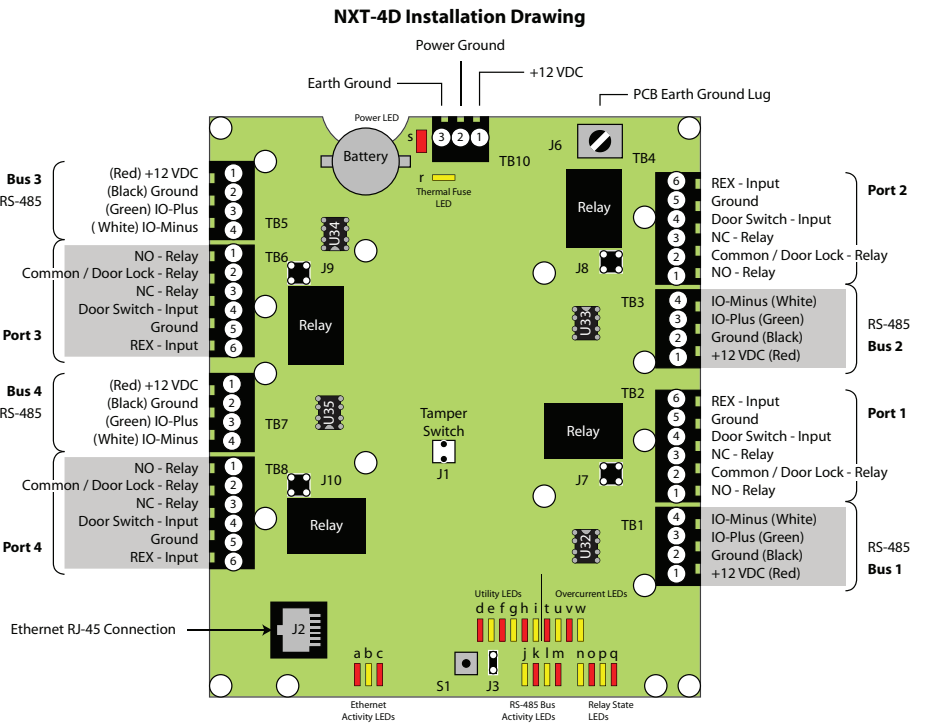 NXT-4D Installation Drawing
Power Ground
+12 VDC
Earth Ground
PCB Earth Ground Lug
Power LED
s
3 2 1
TB10
J6
TB4
Battery
r
Thermal Fuse
LED
Bus 3
RS-485
(Red) +12 VDC
(Black) Ground
(Green) IO-Plus
( White) IO-Minus
1
2
3
4
TB5
U34
Port 3
NO - Relay
Common / Door Lock - Relay
NC - Relay
Door Switch - Input
Ground
REX - Input
1
2
3
4
5
6
TB6
J9
Relay
Bus 4
RS-485
(Red) +12 VDC
(Black) Ground
(Green) IO-Plus
(White) IO-Minus
1
2
3
4
TB7
U35
Port 4
NO - Relay
Common / Door Lock - Relay
NC - Relay
Door Switch - Input
Ground
REX - Input
1
2
3
4
5
6
TB8
J10
Relay
Tamper
Switch
J1
Relay
J8
6
5
4
3
2
1
REX - Input
Ground
Door Switch - Input
NC - Relay
Common / Door Lock - Relay
NO - Relay
Port 2
TB3
U33
4
3
2
1
IO-Minus (White)
IO-Plus (Green)
Ground (Black)
+12 VDC (Red)
RS-485
Bus 2
TB2
Relay
J7
6
5
4
3
2
1
REX - Input
Ground
Door Switch - Input
NC - Relay
Common / Door Lock - Relay
NO - Relay
Port 1
TB1
U32
4
3
2
1
IO-Minus (White)
IO-Plus (Green)
Ground (Black)
+12 VDC (Red)
RS-485
Bus 1
Ethernet RJ-45 Connection
J2
Utility LEDs
Overcurrent LEDs
d e f g h i t u v w
a b c
S1
J3
j k l m
n o p q
Ethernet
Activity LEDs
RS-485 Bus
Activity LEDs
Relay State
LEDs